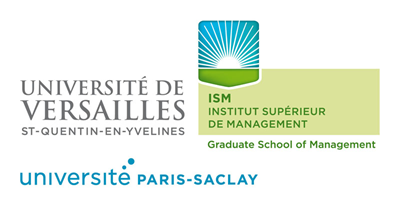 UNIVERSITÉ DE
VERSAILLES
ST-QUENTIN-EN-YVELINES
ISM
INSTITUT SUPÉRIEUR
DE MANAGEMENT
Graduate School of Management
université PARIS-SACLAY